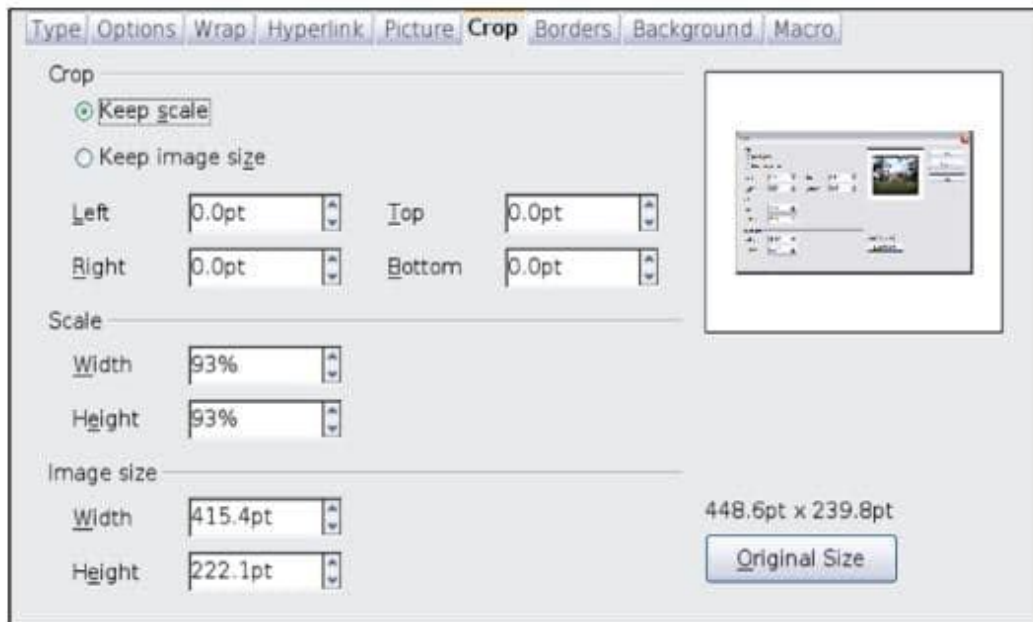 Type Options Wrap Hyperlink Picture Crop Borders Background Macro
Crop
Keep scale
Keep image size
Left 0.0pt Top 0.0pt
Right 0.0pt Bottom 0.0pt
Scale
Width 93%
Height 93%
Image size
Width 415.4pt
Height 222.1pt
448.6pt x 239.8pt
Original Size